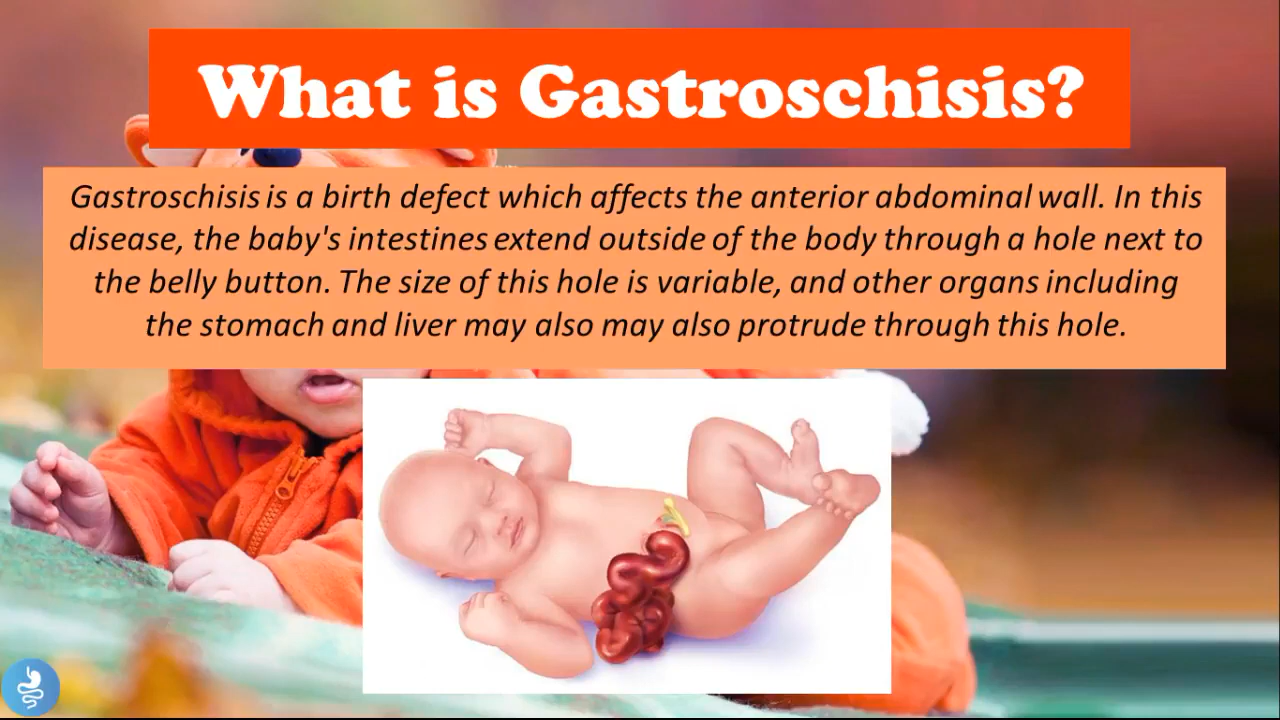 What is Gastroschisis?
Gastroschisis is a birth defect which affects the anterior abdominal wall. In this
disease, the baby's intestines extend outside of the body through a hole next to
the belly button. The size of this hole is variable, and other organs including
the stomach and liver may also may also protrude through this hole.